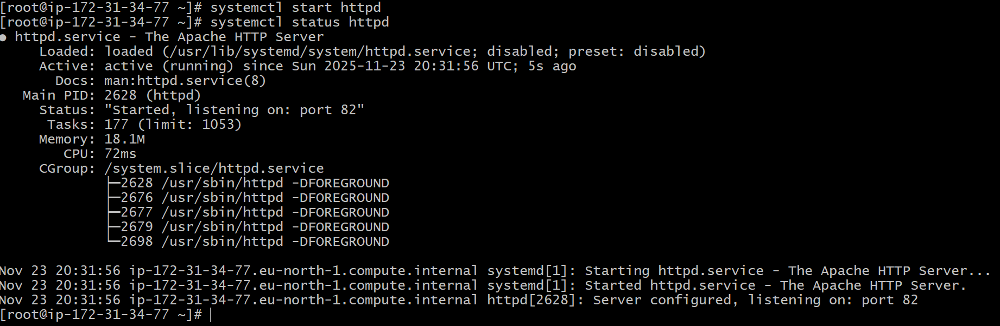 [root@ip-172-31-34-77 ~]# systemctl start httpd
[root@ip-172-31-34-77 ~]# systemctl status httpd
● httpd.service - The Apache HTTP Server
     Loaded: loaded (/usr/lib/systemd/system/httpd.service; disabled; preset: disabled)
     Active: active (running) since Sun 2025-11-23 20:31:56 UTC; 5s ago
       Docs: man:httpd.service(8)
   Main PID: 2628 (httpd)
     Status: "Started, listening on: port 82"
      Tasks: 177 (limit: 1053)
     Memory: 18.1M
        CPU: 72ms
     CGroup: /system.slice/httpd.service
             ├─2628 /usr/sbin/httpd -DFOREGROUND
             ├─2676 /usr/sbin/httpd -DFOREGROUND
             ├─2677 /usr/sbin/httpd -DFOREGROUND
             ├─2679 /usr/sbin/httpd -DFOREGROUND
             └─2698 /usr/sbin/httpd -DFOREGROUND

Nov 23 20:31:56 ip-172-31-34-77.eu-north-1.compute.internal systemd[1]: Starting httpd.service - The Apache HTTP Server...
Nov 23 20:31:56 ip-172-31-34-77.eu-north-1.compute.internal systemd[1]: Started httpd.service - The Apache HTTP Server.
Nov 23 20:31:56 ip-172-31-34-77.eu-north-1.compute.internal httpd[2628]: Server configured, listening on: port 82
[root@ip-172-31-34-77 ~]#